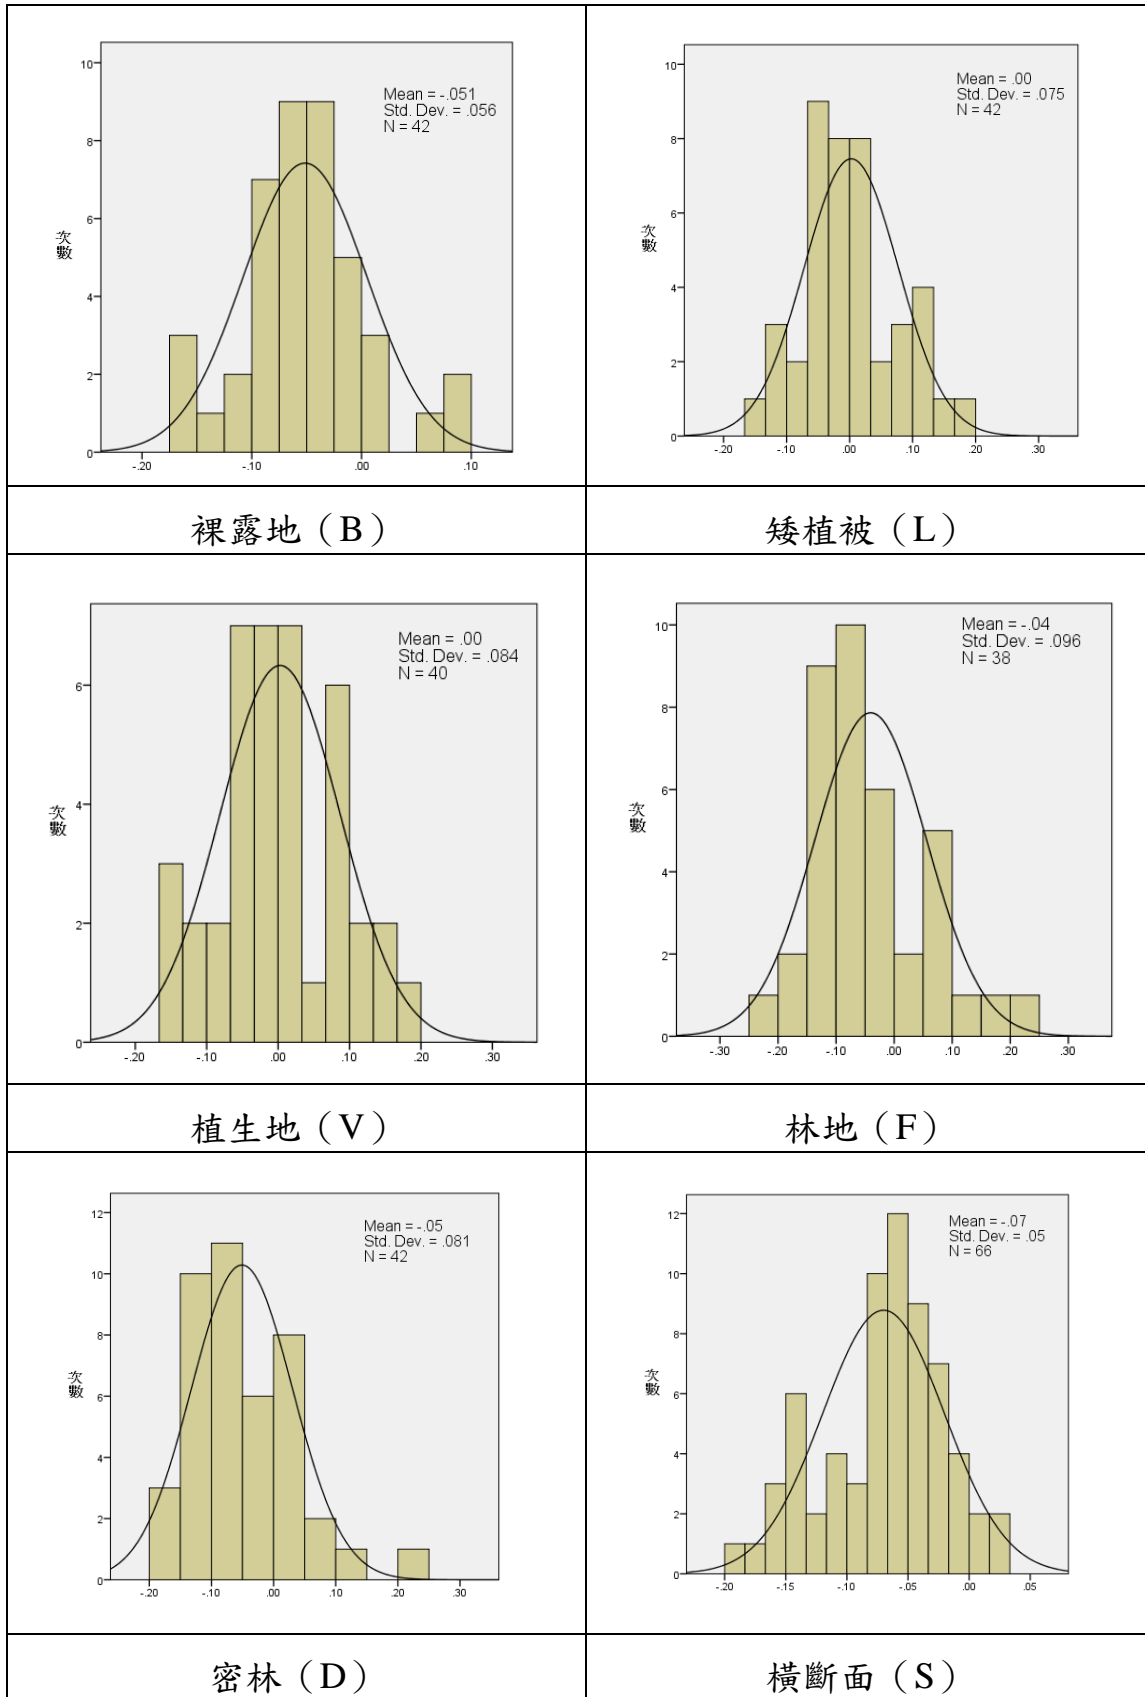 10
8
6
4
2
0
次數
Mean = -.051
Std. Dev. = .056
N = 42
-.20
-.10
.00
.10
裸露地（B）
10
8
6
4
2
0
次數
Mean = .00
Std. Dev. = .075
N = 42
-.20
-.10
.00
.10
.20
.30
矮植被（L）
6
4
2
0
次數
Mean = .00
Std. Dev. = .084
N = 40
-.20
-.10
.00
.10
.20
.30
植生地（V）
10
8
6
4
2
0
次數
Mean = -.04
Std. Dev. = .096
N = 38
-.30
-.20
-.10
.00
.10
.20
.30
林地（F）
12
10
8
6
4
2
0
次數
Mean = -.05
Std. Dev. = .081
N = 42
-.20
-.10
.00
.10
.20
.30
密林（D）
12
10
8
6
4
2
0
次數
Mean = -.07
Std. Dev. = .05
N = 66
-.20
-.15
-.10
-.05
.00
.05
橫斷面（S）